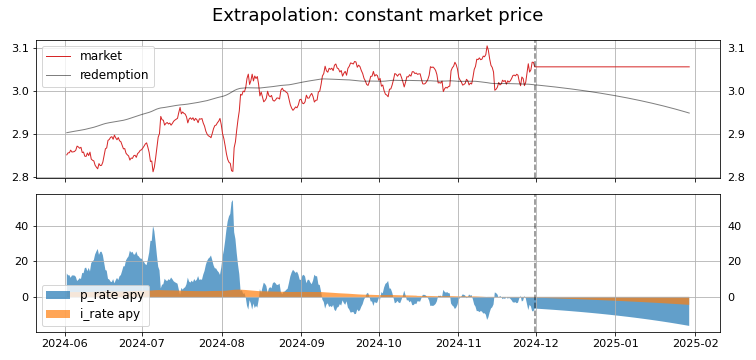 Extrapolation: constant market price
3.1
3.0
2.9
2.8
market
redemption
3.1
3.0
2.9
2.8
40
20
0
p_rate apy
i_rate apy
40
20
0
2024-06 2024-07 2024-08 2024-09 2024-10 2024-11 2024-12 2025-01 2025-02